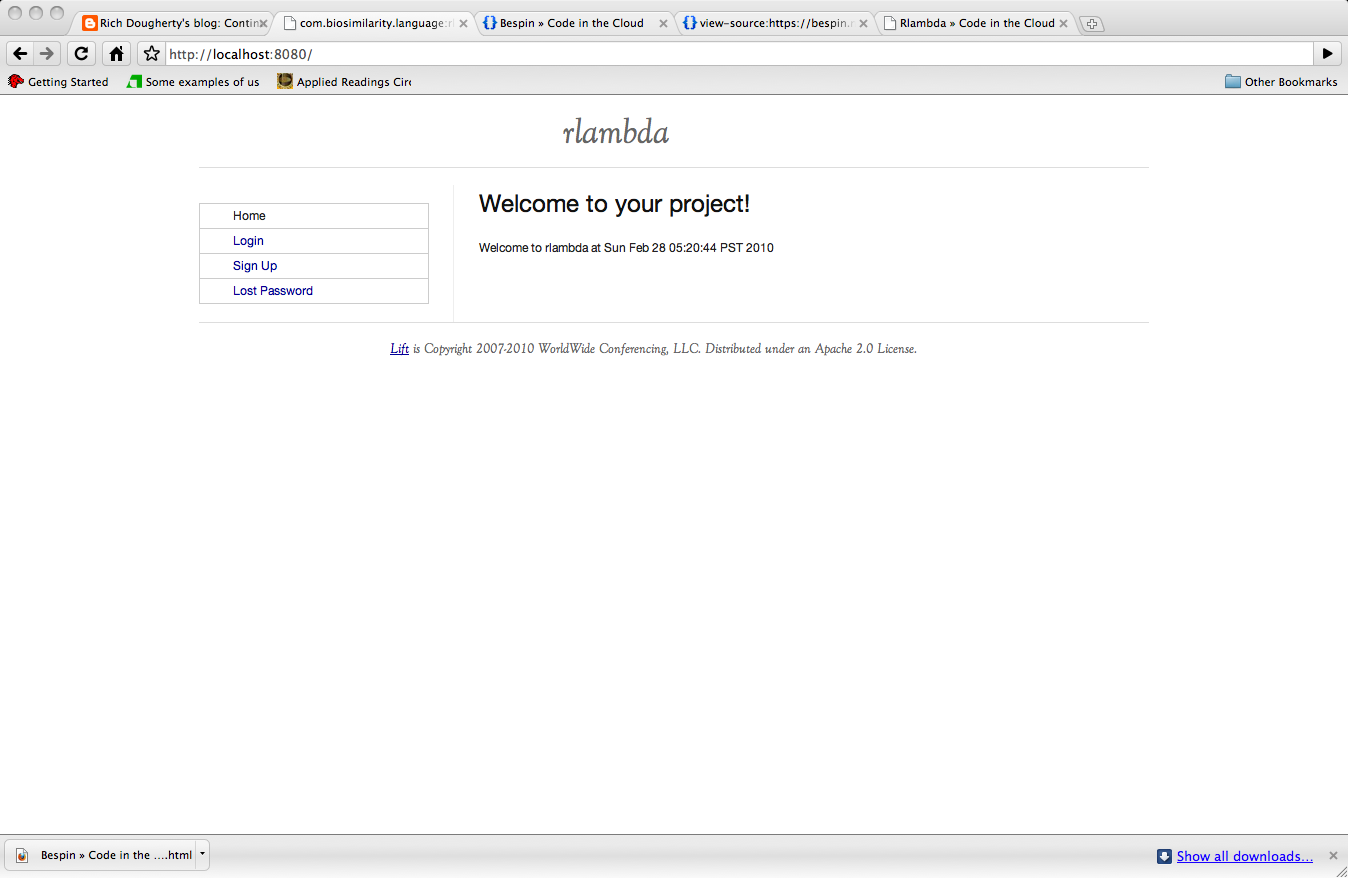 Rich Dougherty's blog: Contin
com.biosimilarity.language:r
Bespin » Code in the Cloud
view-source:https://bespin.
Rlambda » Code in the Cloud
http://localhost:8080/
Getting Started
Some examples of us
Applied Readings Circ
Other Bookmarks
rlambda
Home
Login
Sign Up
Lost Password
Welcome to your project!
Welcome to rlambda at Sun Feb 28 05:20:44 PST 2010
Lift is Copyright 2007-2010 WorldWide Conferencing, LLC. Distributed under an Apache 2.0 License.
Bespin » Code in the ....html
Show all downloads...